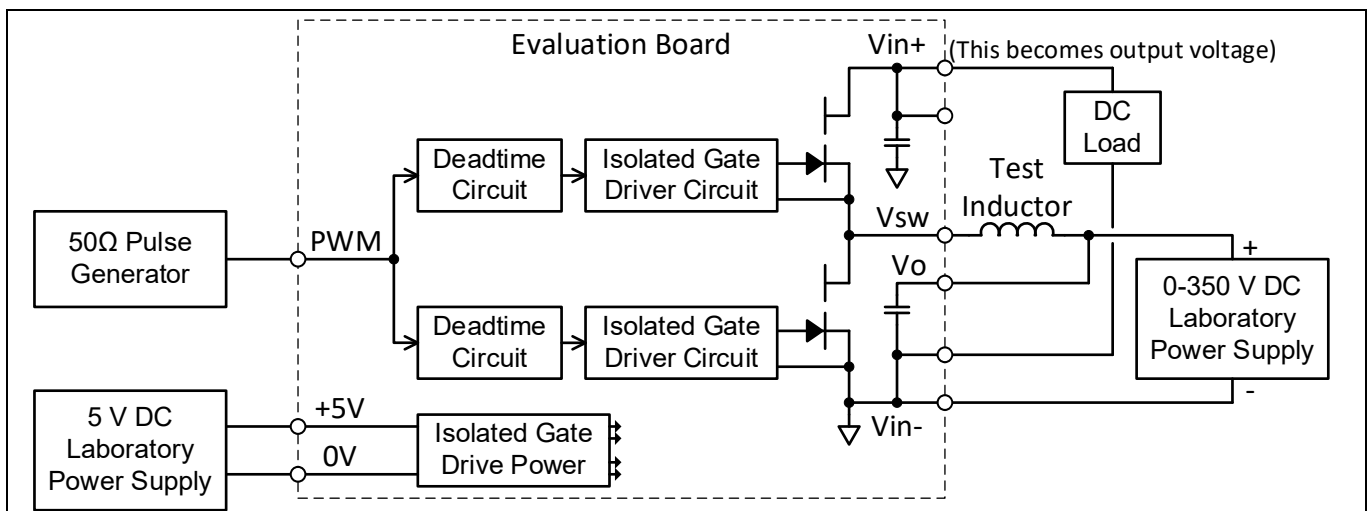 Evaluation Board
Vin+
(This becomes output voltage)
DC
Load
Deadtime
Circuit
Isolated Gate
Driver Circuit
Test
Inductor
50Ω Pulse
Generator
PWM
Vsw
Vo
+
0-350 V DC
Laboratory
Power Supply
-
Deadtime
Circuit
Isolated Gate
Driver Circuit
5 V DC
Laboratory
Power Supply
+5V
0V
Isolated Gate
Drive Power
Vin-